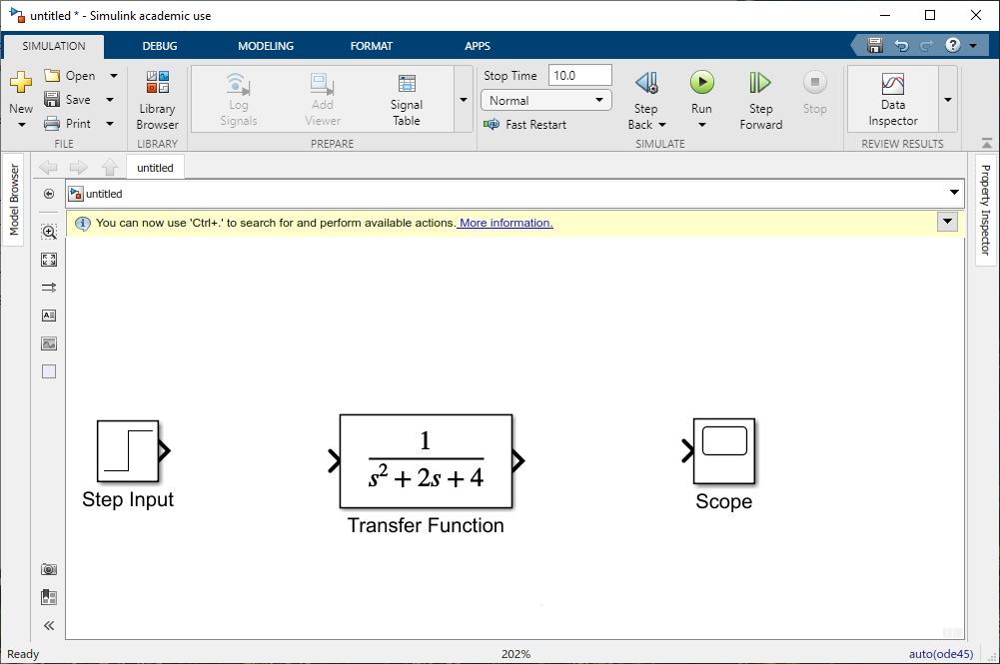 untitled * - Simulink academic use
SIMULATION DEBUG MODELING FORMAT APPS
New
Open
Save
Print
FILE
Library
Browser
LIBRARY
Log
Signals
Add
Viewer
Signal
Table
PREPARE
Stop Time 10.0
Normal
Fast Restart
Step
Back
Run
Step
Forward
Stop
SIMULATE
Data
Inspector
REVIEW RESULTS
Model Browser
untitled
untitled
You can now use 'Ctrl+.' to search for and perform available actions. More information.
Property Inspector
Step Input
1
s² + 2s + 4
Transfer Function
Scope
Ready 202% auto(ode45)